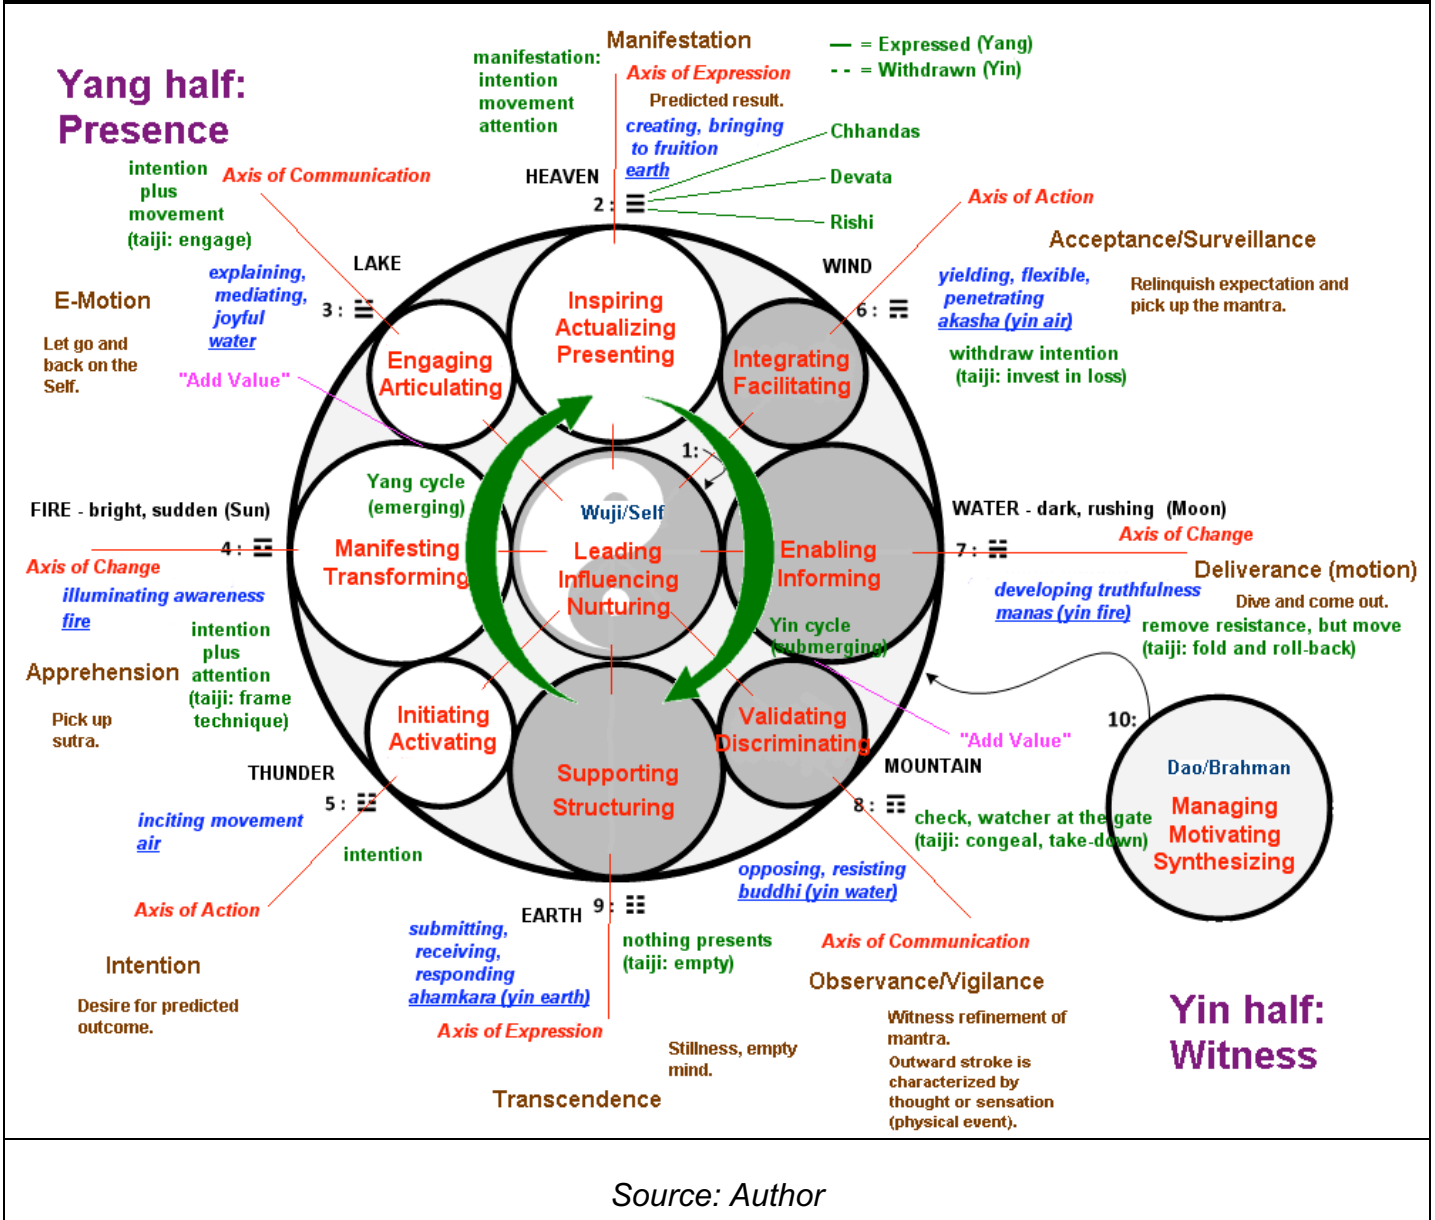 Manifestation
manifestation:
intention
movement
attention
Axis of Expression
Predicted result.
creating, bringing
to fruition
earth
= Expressed (Yang)
= Withdrawn (Yin)
Chhandas
Devata
Rishi
Yang half:
Presence
intention
plus
movement
(taiji: engage)
Axis of Communication
HEAVEN
2: ☰
Axis of Action
Acceptance/Surveillance
Relinquish expectation and
pick up the mantra.
WIND
6: ☴
yielding, flexible,
penetrating
akasha (yin air)
withdraw intention
(taiji: invest in loss)
LAKE
3: ☱
explaining,
mediating,
joyful
water
E-Motion
Let go and
back on the
Self.
"Add Value"
Inspiring
Actualizing
Presenting
Engaging
Articulating
Integrating
Facilitating
1:
Yang cycle
(emerging)
Wuji/Self
Leading
Influencing
Nurturing
Manifesting
Transforming
Enabling
Informing
Yin cycle
(submerging)
FIRE - bright, sudden (Sun)
4: ☲
Axis of Change
illuminating awareness
fire
intention
plus
attention
(taiji: frame
technique)
Apprehension
Pick up
sutra.
WATER - dark, rushing (Moon)
Axis of Change
7: ☵
Deliverance (motion)
developing truthfulness
manas (yin fire)
Dive and come out.
remove resistance, but move
(taiji: fold and roll-back)
Initiating
Activating
Supporting
Structuring
Validating
Discriminating
"Add Value"
10:
Dao/Brahman
Managing
Motivating
Synthesizing
THUNDER
5: ☳
inciting movement
air
intention
Axis of Action
Intention
Desire for predicted
outcome.
MOUNTAIN
8: ☶
check, watcher at the gate
(taiji: congeal, take-down)
opposing, resisting
buddhi (yin water)
Axis of Communication
Observance/Vigilance
Witness refinement of
mantra.
Outward stroke is
characterized by
thought or sensation
(physical event).
EARTH
9: ☷
submitting,
receiving,
responding
ahamkara (yin earth)
Axis of Expression
nothing presents
(taiji: empty)
Stillness, empty
mind.
Transcendence
Yin half:
Witness
Source: Author